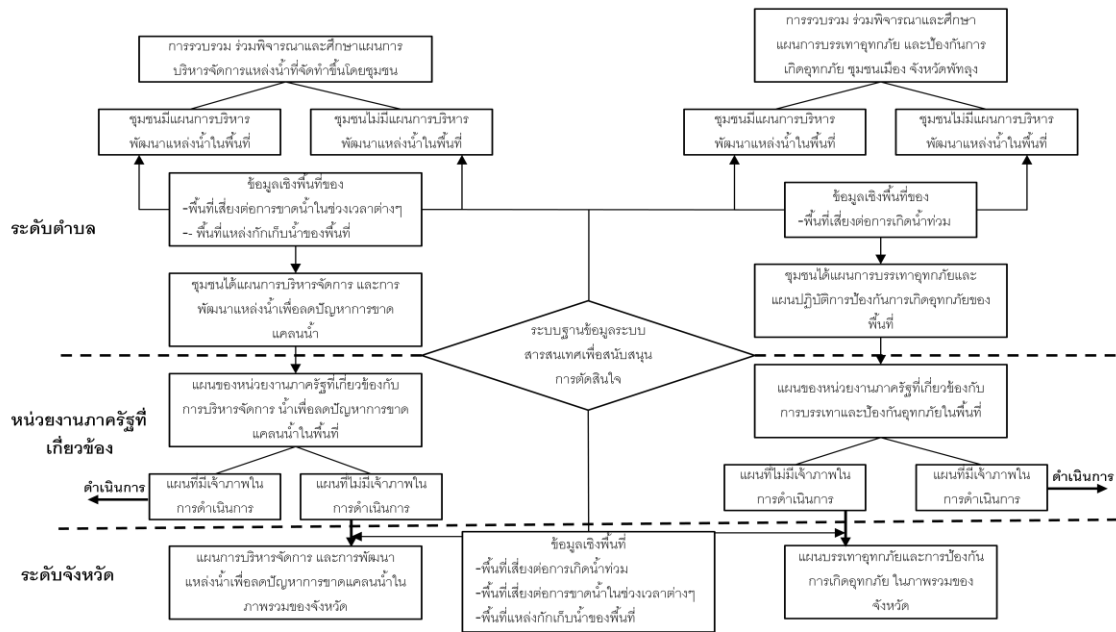 การรวบรวม ร่วมพิจารณาและศึกษาแผนการ
บริหารจัดการแหล่งน้ำที่จัดทำขึ้นโดยชุมชน
การรวบรวม ร่วมพิจารณาและศึกษา
แผนการบรรเทาอุทกภัย และป้องกันการ
เกิดอุทกภัย ชุมชนเมือง จังหวัดพัทลุง
ชุมชนมีแผนการบริหาร
พัฒนาแหล่งน้ำในพื้นที่
ชุมชนไม่มีแผนการบริหาร
พัฒนาแหล่งน้ำในพื้นที่
ชุมชนมีแผนการบริหาร
พัฒนาแหล่งน้ำในพื้นที่
ชุมชนไม่มีแผนการบริหาร
พัฒนาแหล่งน้ำในพื้นที่
ระดับตำบล
ข้อมูลเชิงพื้นที่ของ
-พื้นที่เสี่ยงต่อการขาดน้ำในช่วงเวลาต่างๆ
-- พื้นที่แหล่งกักเก็บน้ำของพื้นที่
ข้อมูลเชิงพื้นที่ของ
-พื้นที่เสี่ยงต่อการเกิดน้ำท่วม
ชุมชนได้แผนการบริหารจัดการ และการ
พัฒนาแหล่งน้ำเพื่อลดปัญหาการขาด
แคลนน้ำ
ชุมชนได้แผนการบรรเทาอุทกภัยและ
แผนปฏิบัติการป้องกันการเกิดอุทกภัยของ
พื้นที่
ระบบฐานข้อมูลระบบ
สารสนเทศเพื่อสนับสนุน
การตัดสินใจ
หน่วยงานภาครัฐที่
เกี่ยวข้อง
แผนของหน่วยงานภาครัฐที่เกี่ยวข้องกับ
การบริหารจัดการ น้ำเพื่อลดปัญหาการขาด
แคลนน้ำในพื้นที่
แผนของหน่วยงานภาครัฐที่เกี่ยวข้องกับ
การบรรเทาและป้องกันอุทกภัยในพื้นที่
ดำเนินการ
แผนที่มีเจ้าภาพใน
การดำเนินการ
แผนที่ไม่มีเจ้าภาพใน
การดำเนินการ
แผนที่ไม่มีเจ้าภาพใน
การดำเนินการ
แผนที่มีเจ้าภาพใน
การดำเนินการ
ดำเนินการ
ระดับจังหวัด
แผนการบริหารจัดการ และการพัฒนา
แหล่งน้ำเพื่อลดปัญหาการขาดแคลนน้ำใน
ภาพรวมของจังหวัด
ข้อมูลเชิงพื้นที่
-พื้นที่เสี่ยงต่อการเกิดน้ำท่วม
-พื้นที่เสี่ยงต่อการขาดน้ำในช่วงเวลาต่างๆ
-พื้นที่แหล่งกักเก็บน้ำของพื้นที่
แผนบรรเทาอุทกภัยและการป้องกัน
การเกิดอุทกภัย ในภาพรวมของ
จังหวัด